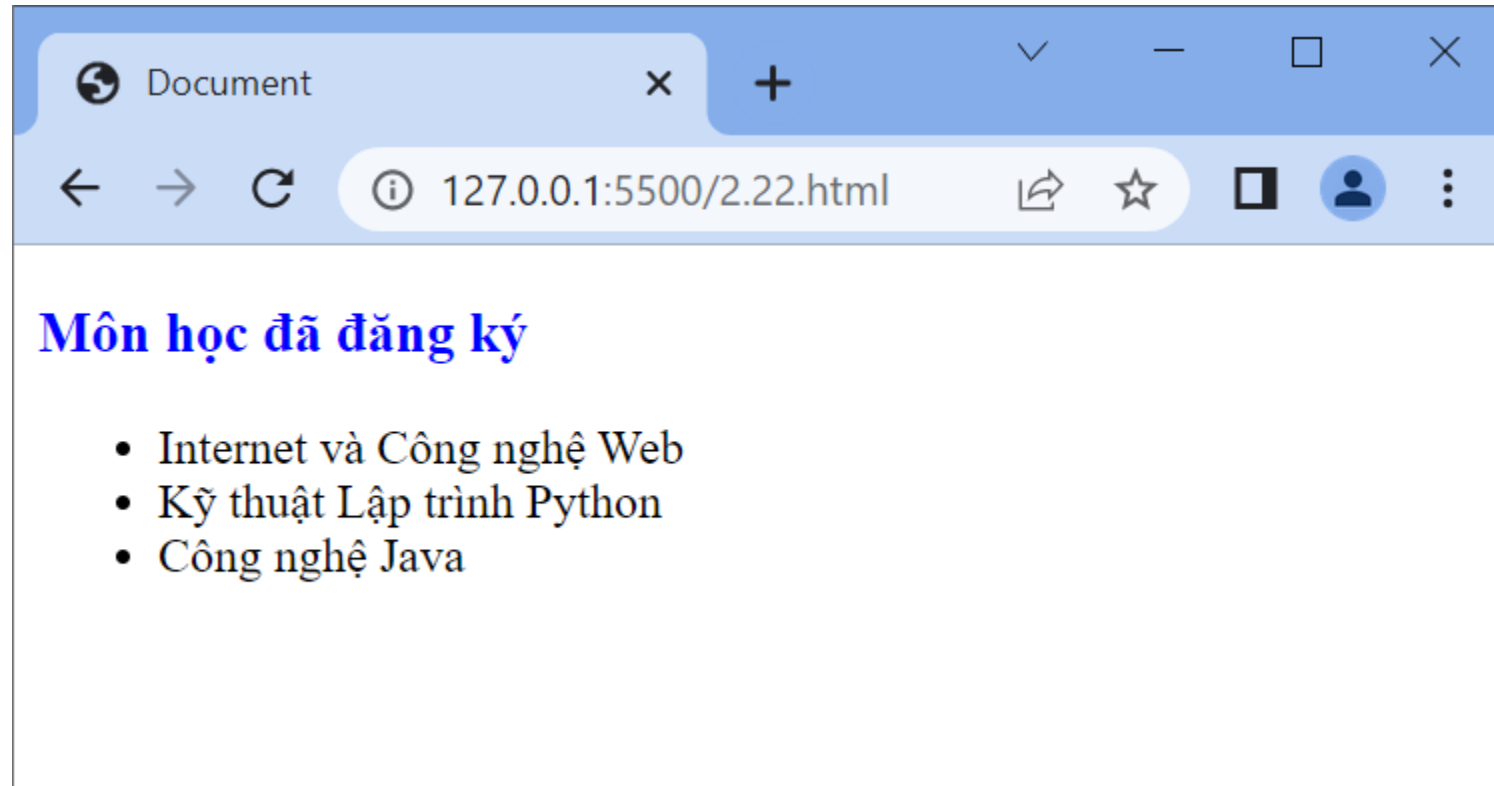 Document
127.0.0.1:5500/2.22.html
Môn học đã đăng ký
Internet và Công nghệ Web
Kỹ thuật Lập trình Python
Công nghệ Java